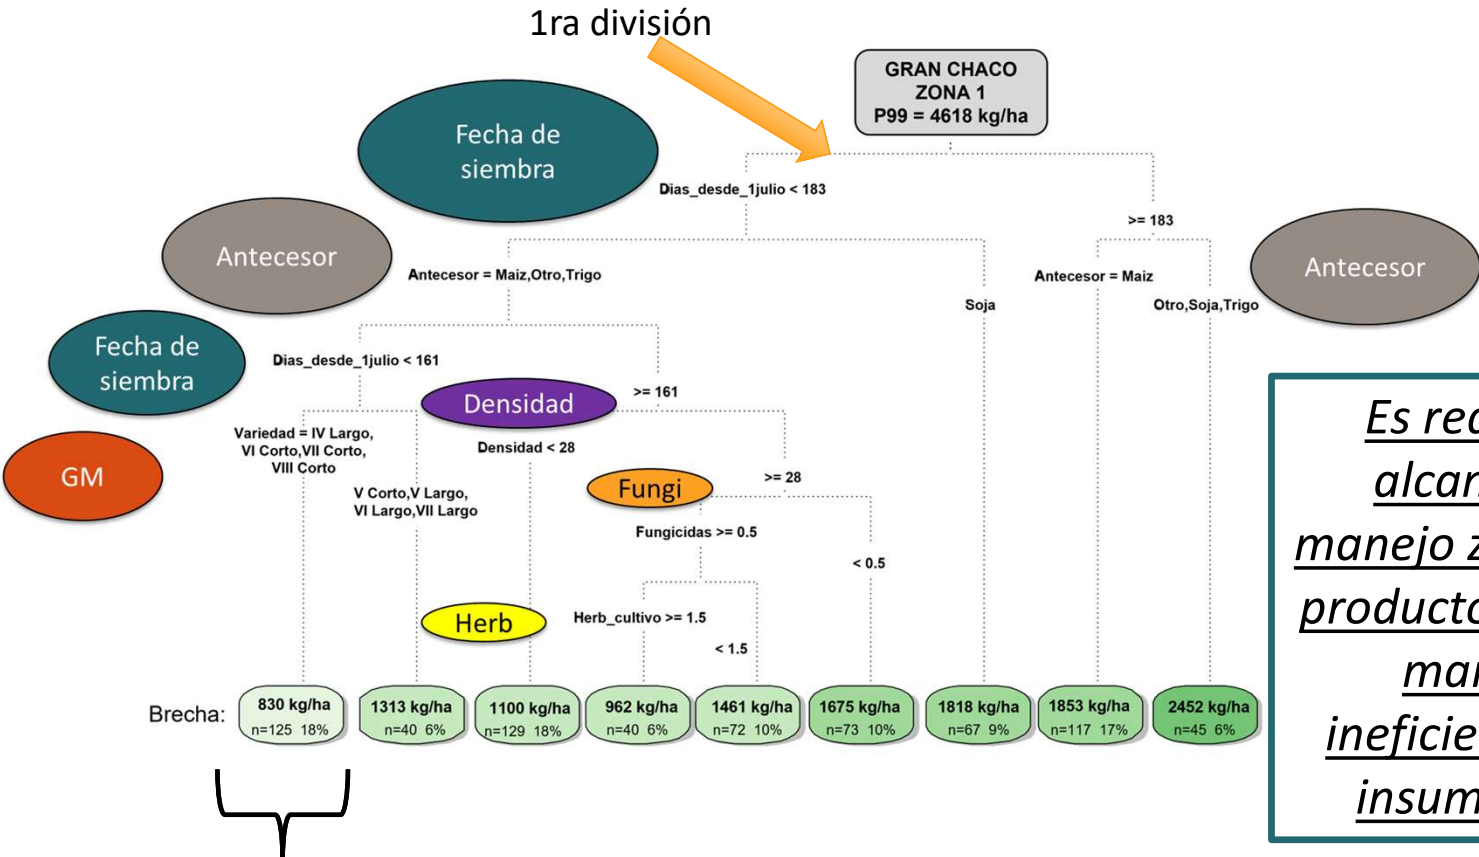 1ra división
GRAN CHACO
ZONA 1
P99 = 4618 kg/ha
Fecha de
siembra
Dias_desde_1julio < 183
>= 183
Antecesor
Antecesor = Maiz,Otro,Trigo
Soja
Antecesor = Maiz
Otro,Soja,Trigo
Antecesor
Fecha de
siembra
Dias_desde_1julio < 161
>= 161
Densidad
GM
Variedad = IV Largo,
VI Corto,VII Corto,
VIII Corto
V Corto,V Largo,
VI Largo,VII Largo
Densidad < 28
>= 28
Fungi
Fungicidas >= 0.5
< 0.5
Herb
Herb_cultivo >= 1.5
< 1.5
Brecha:
830 kg/ha
n=125 18%
1313 kg/ha
n=40 6%
1100 kg/ha
n=129 18%
962 kg/ha
n=40 6%
1461 kg/ha
n=72 10%
1675 kg/ha
n=73 10%
1818 kg/ha
n=67 9%
1853 kg/ha
n=117 17%
2452 kg/ha
n=45 6%
Es
manejo